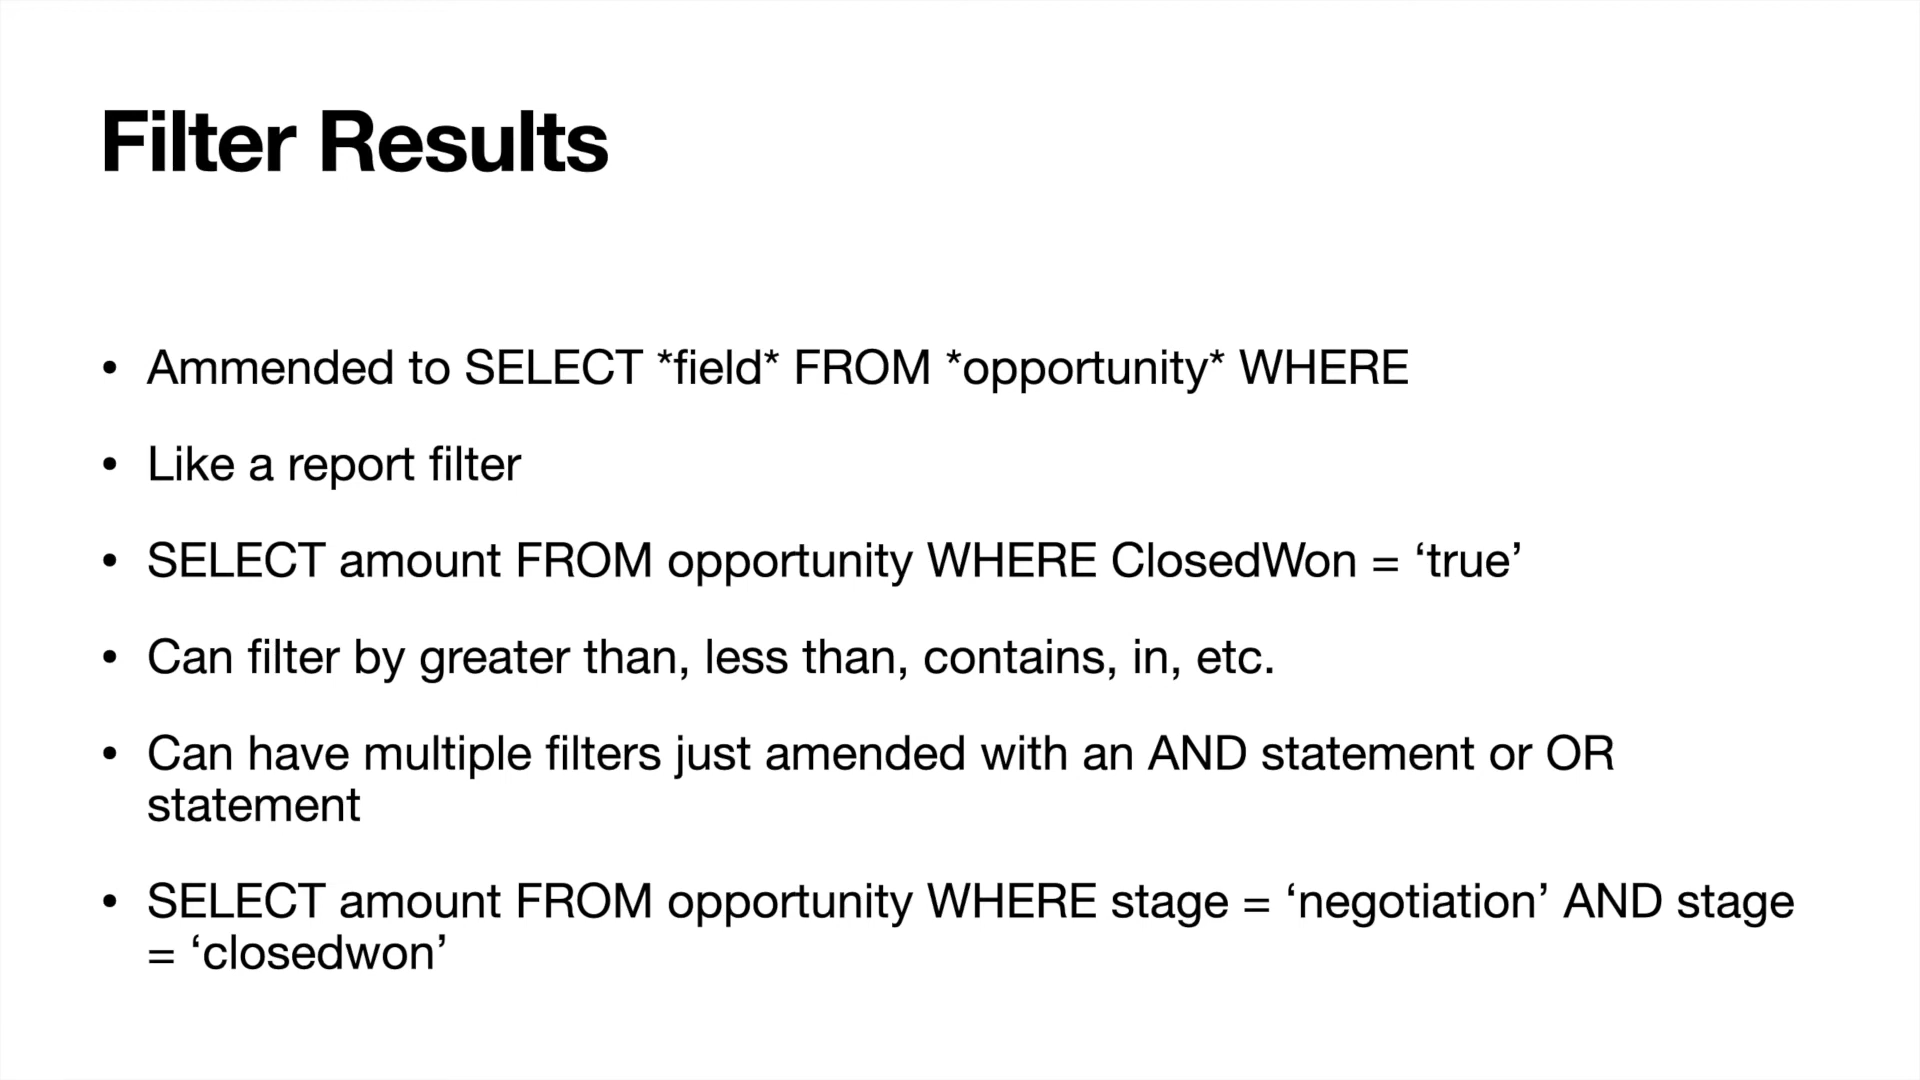 Filter Results
• Ammended to SELECT *field* FROM *opportunity* WHERE
• Like a report filter
• SELECT amount FROM opportunity WHERE ClosedWon = ‘true’
• Can filter by greater than, less than, contains, in, etc.
• Can have multiple filters just amended with an AND statement or OR
statement
• SELECT amount FROM opportunity WHERE stage = ‘negotiation’ AND stage
= ‘closedwon’